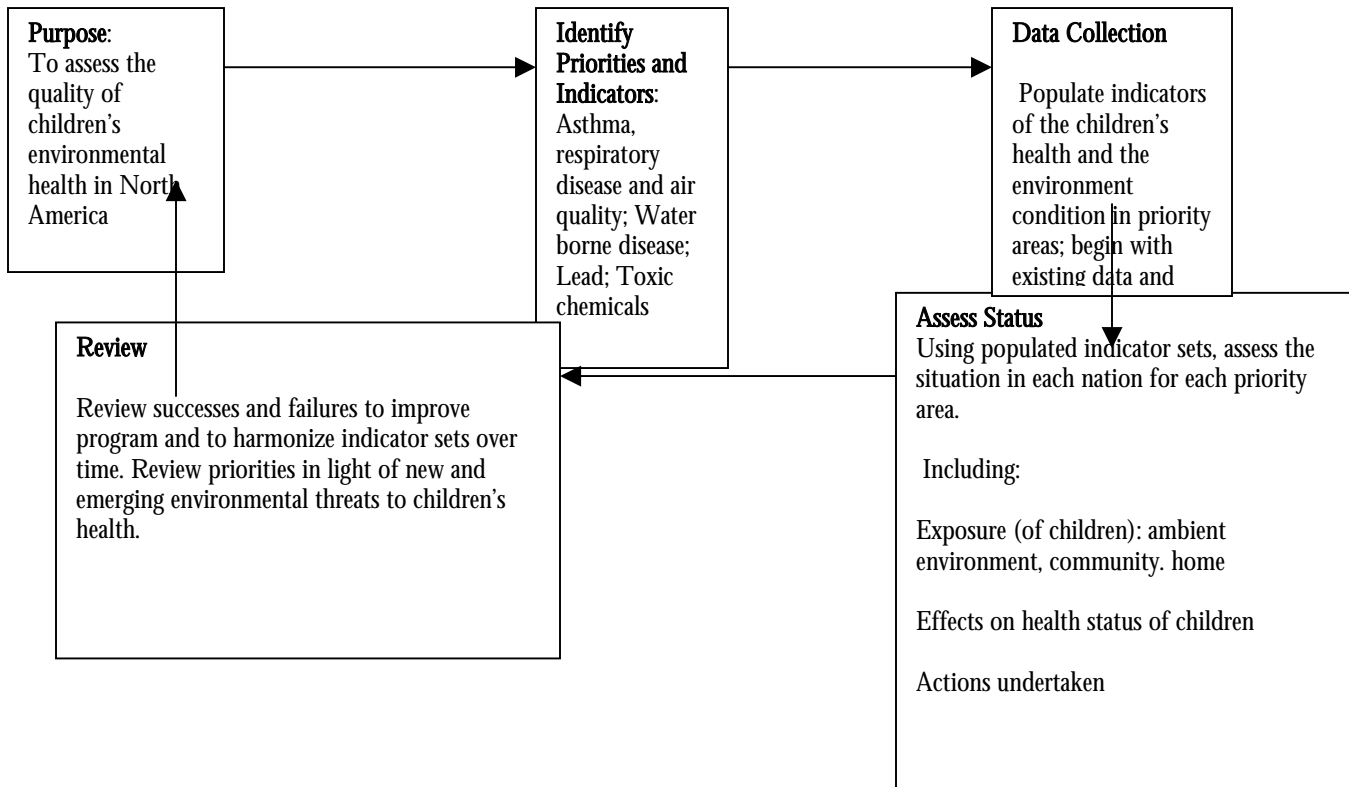 Purpose:
To assess the
quality of
children's
environmental
health in North
America
Identify
Priorities and
Indicators:
Asthma,
respiratory
disease and air
quality; Water
borne disease;
Lead; Toxic
chemicals
Data Collection
Populate indicators
of the children's
health and the
environment
condition in priority
areas; begin with
existing data and
Assess Status
Using populated indicator sets, assess the
situation in each nation for each priority
area.
Including:
Exposure (of children): ambient
environment, community. home
Effects on health status of children
Actions undertaken
Review
Review successes and failures to improve
program and to harmonize indicator sets over
time. Review priorities in light of new and
emerging environmental threats to children's
health.